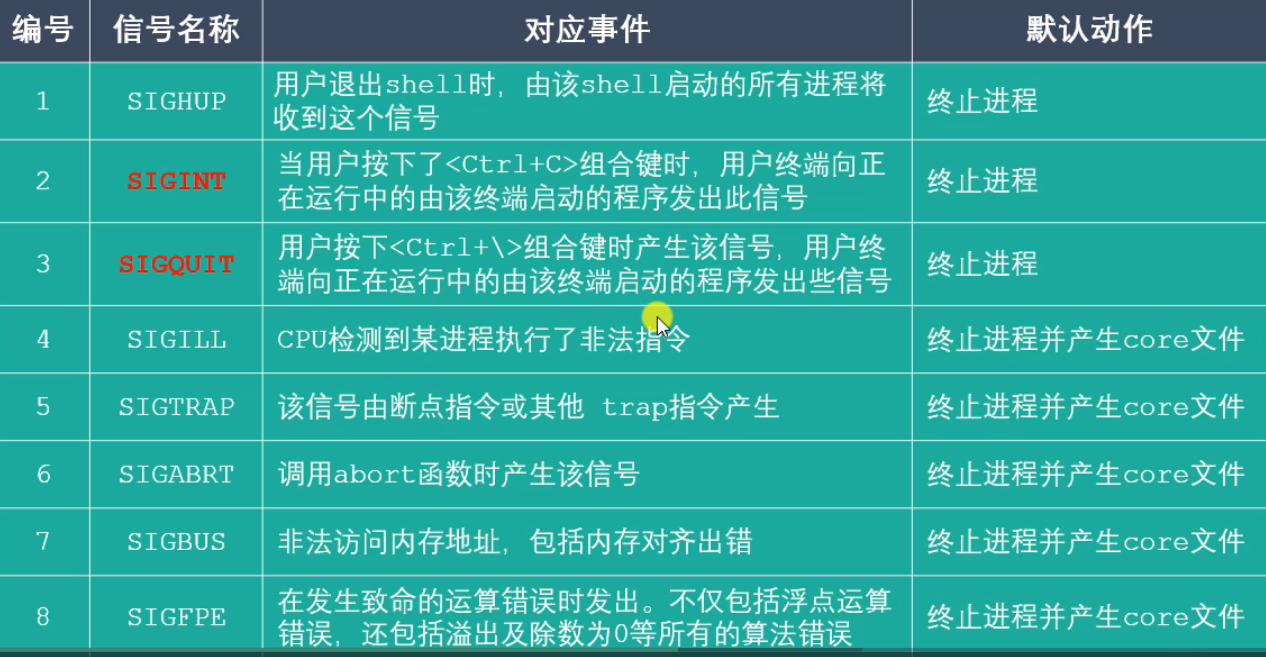 编号 信号名称 对应事件 默认动作
1 SIGHUP 用户退出shell时，由该shell启动的所有进程将
收到这个信号 终止进程
2 SIGINT 当用户按下了<Ctrl+C>组合键时，用户终端向正
在运行中的由该终端启动的程序发出此信号 终止进程
3 SIGQUIT 用户按下<Ctrl+\>组合键时产生该信号，用户终
端向正在运行中的由该终端启动的程序发出些信号 终止进程
4 SIGILL CPU检测到某进程执行了非法指令 终止进程并产生core文件
5 SIGTRAP 该信号由断点指令或其他 trap指令产生 终止进程并产生core文件
6 SIGABRT 调用abort函数时产生该信号 终止进程并产生core文件
7 SIGBUS 非法访问内存地址，包括内存对齐出错 终止进程并产生core文件
8 SIGFPE 在发生致命的运算错误时发出。不仅包括浮点运算
错误，还包括溢出及除数为0等所有的算法错误 终止进程并产生core文件